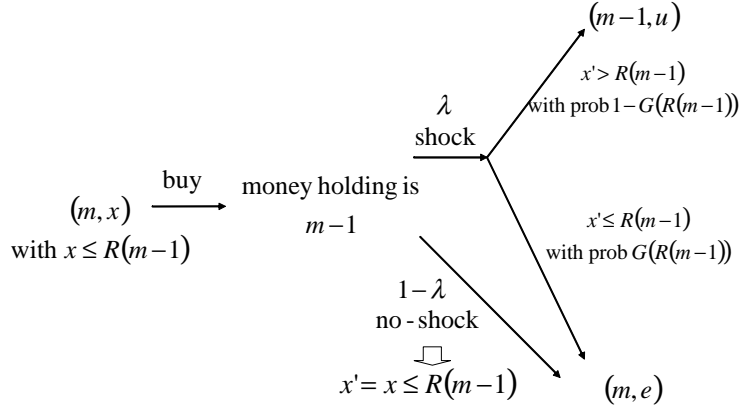 (m−1,u)
x'> R(m−1)
with prob 1−G(R(m−1))
λ
shock
buy
money holding is
m−1
(m, x)
with x ≤ R(m−1)
x'≤ R(m−1)
with prob G(R(m−1))
1−λ
no-shock
x'= x ≤ R(m−1)
(m,e)